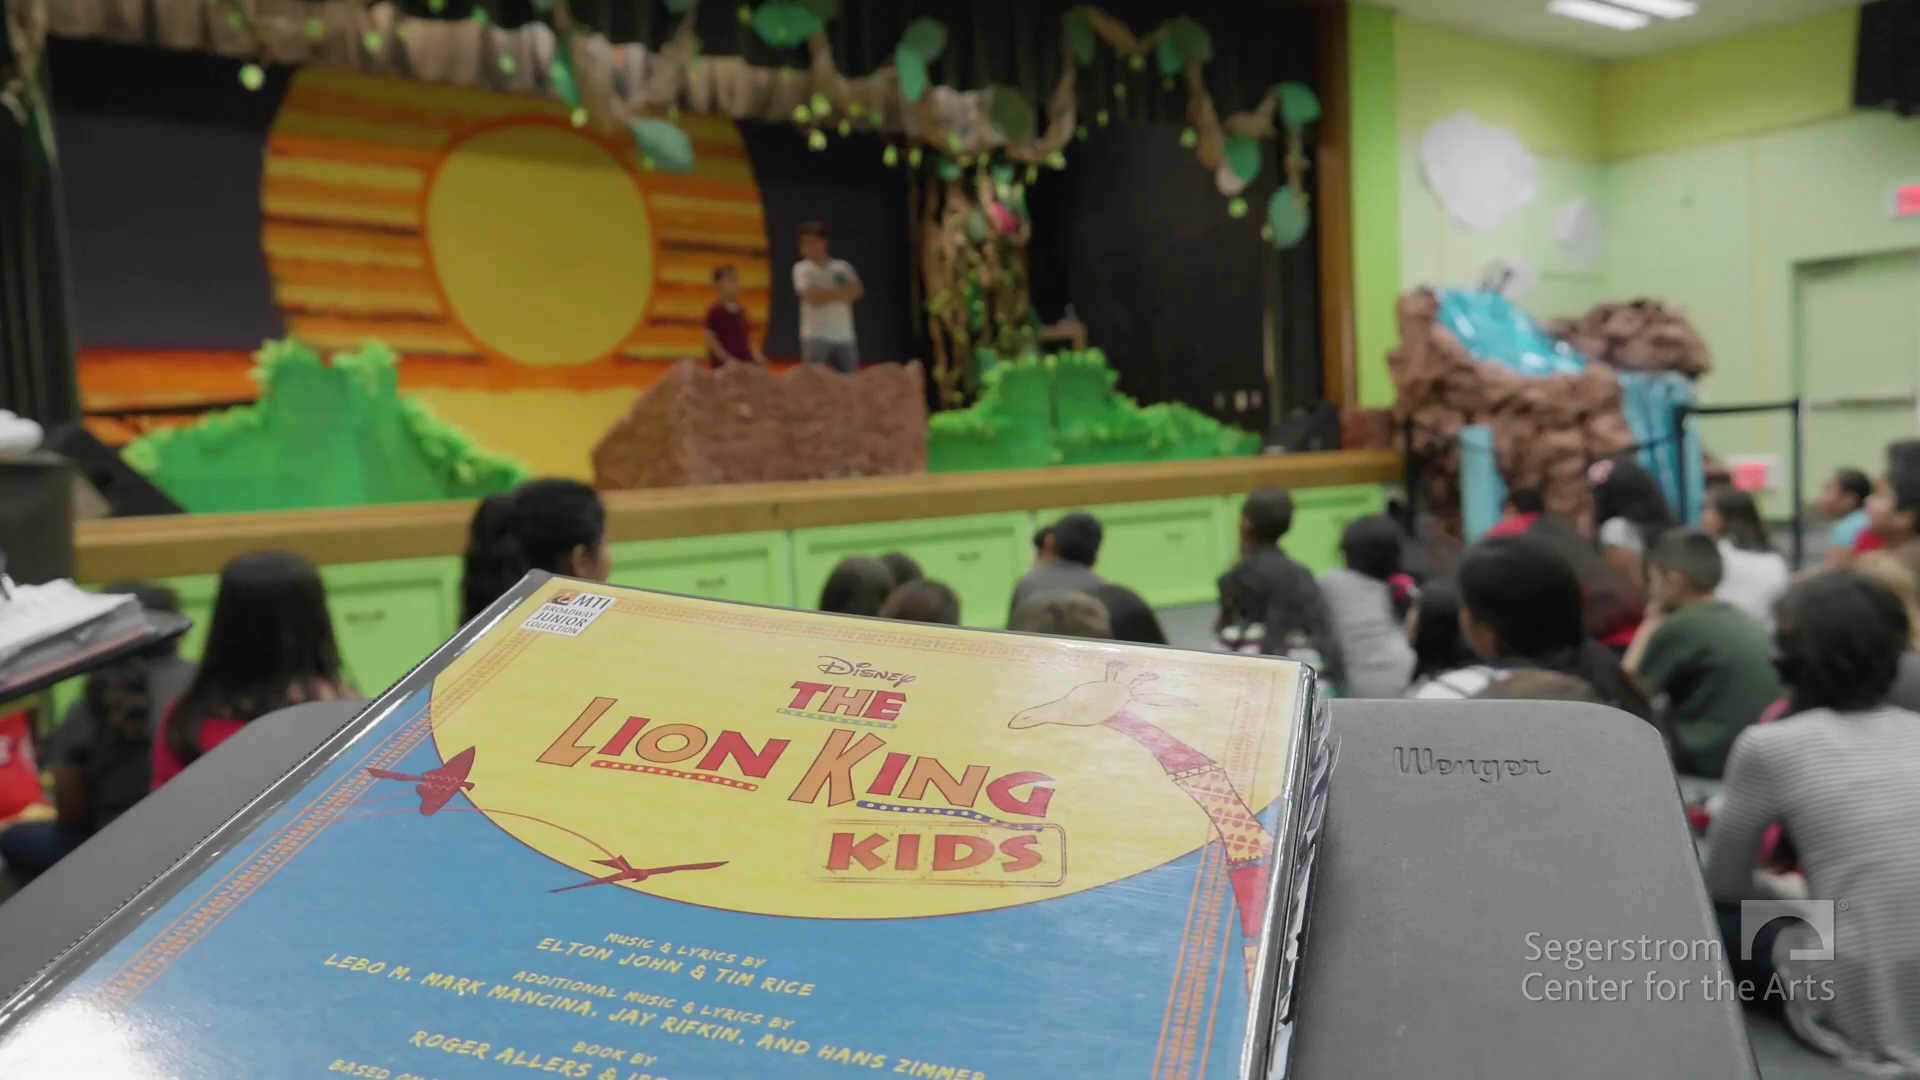 MTI
BROADWAY
JUNIOR
COLLECTION
DISNEY
THE
LION KING
KIDS
MUSIC & LYRICS BY
ELTON JOHN & TIM RICE
ADDITIONAL MUSIC & LYRICS BY
LEBO M, MARK MANCINA, JAY RIFKIN, AND HANS ZIMMER
BOOK BY
ROGER ALLERS &
BASED ON
Wenger
Segerstrom ®
Center for the Arts